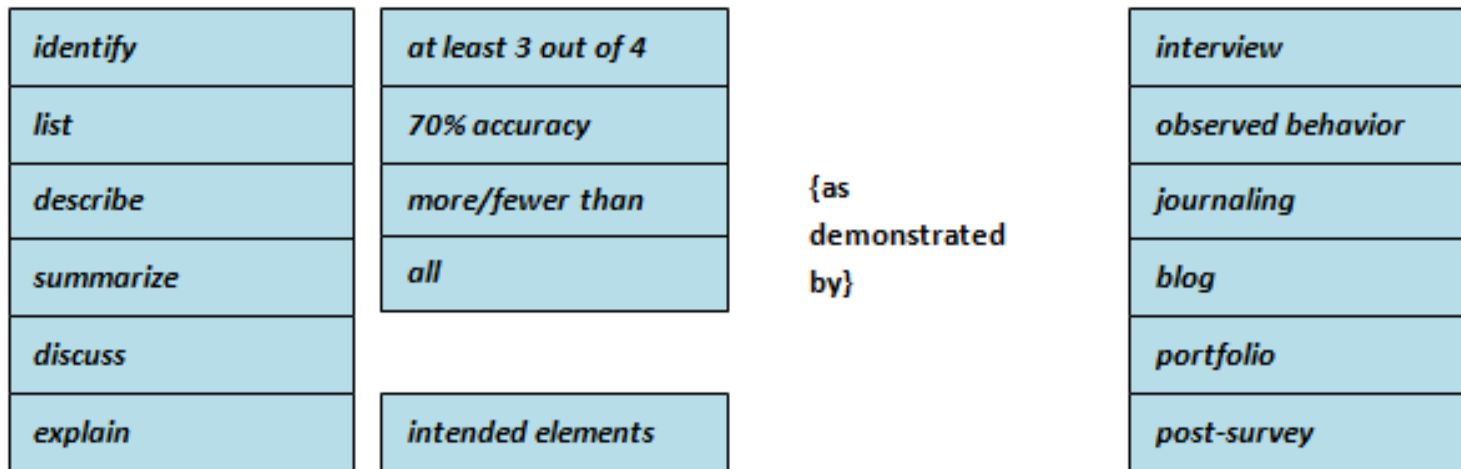 identify
list
describe
summarize
discuss
explain
at least 3 out of 4
70% accuracy
more/fewer than
all
intended elements
{as
demonstrated
by}
interview
observed behavior
journaling
blog
portfolio
post-survey